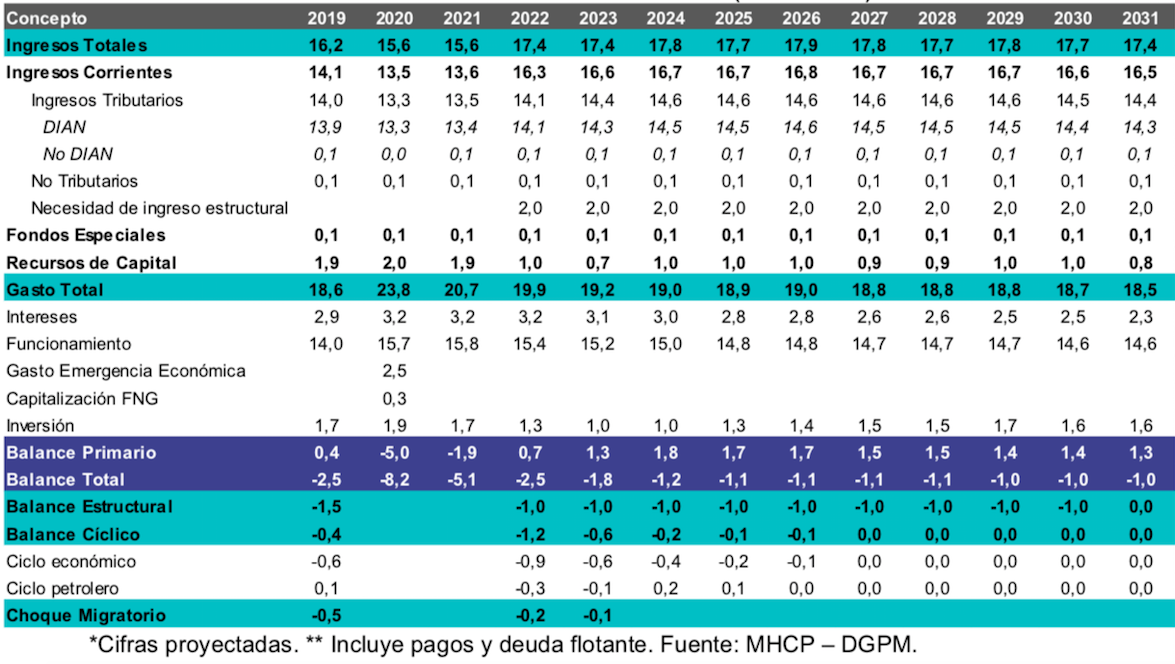 Concepto 2019 2020 2021 2022 2023 2024 2025 2026 2027 2028 2029 2030 2031
Ingresos Totales 16,2 15,6 15,6 17,4 17,4 17,8 17,7 17,9 17,8 17,7 17,8 17,7 17,4
Ingresos Corrientes 14,1 13,5 13,6 16,3 16,6 16,7 16,7 16,8 16,7 16,7 16,7 16,6 16,5
Ingresos Tributarios 14,0 13,3 13,5 14,1 14,4 14,6 14,6 14,6 14,6 14,6 14,6 14,5 14,4
DIAN 13,9 13,3 13,4 14,1 14,3 14,5 14,5 14,6 14,5 14,5 14,5 14,4 14,3
No DIAN 0,1 0,0 0,1 0,1 0,1 0,1 0,1 0,1 0,1 0,1 0,1 0,1 0,1
No Tributarios 0,1 0,1 0,1 0,1 0,1 0,1 0,1 0,1 0,1 0,1 0,1 0,1 0,1
Necesidad de ingreso estructural 2,0 2,0 2,0 2,0 2,0 2,0 2,0 2,0 2,0 2,0
Fondos Especiales 0,1 0,1 0,1 0,1 0,1 0,1 0,1 0,1 0,1 0,1 0,1 0,1 0,1
Recursos de Capital 1,9 2,0 1,9 1,0 0,7 1,0 1,0 1,0 0,9 0,9 1,0 1,0 0,8
Gasto Total 18,6 23,8 20,7 19,9 19,2 19,0 18,9 19,0 18,8 18,8 18,8 18,7 18,5
Intereses 2,9 3,2 3,2 3,2 3,1 3,0 2,8 2,8 2,6 2,6 2,5 2,5 2,3
Funcionamiento 14,0 15,7 15,8 15,4 15,2 15,0 14,8 14,8 14,7 14,7 14,7 14,6 14,6
Gasto Emergencia Económica 2,5
Capitalización FNG 0,3
Inversión 1,7 1,9 1,7 1,3 1,0 1,0 1,3 1,4 1,5 1,5 1,7 1,6 1,6
Balance Primario 0,4 -5,0 -1,9 0,7 1,3 1,8 1,7 1,7 1,5 1,5 1,4 1,4 1,3
Balance Total -2,5 -8,2 -5,1 -2,5 -1,8 -1,2 -1,1 -1,1 -1,1 -1,1 -1,0 -1,0 -1,0
Balance Estructural -1,5 -1,0 -1,0 -1,0 -1,0 -1,0 -1,0 -1,0 -1,0 -1,0 0,0
Balance Cíclico -0,4 -1,2 -0,6 -0,2 -0,1 -0,1 0,0 0,0 0,0 0,0 0,0
Ciclo económico -0,6 -0,9 -0,6 -0,4 -0,2 -0,1 0,0 0,0 0,0 0,0 0,0
Ciclo petrolero 0,1 -0,3 -0,1 0,2 0,1 0,0 0,0 0,0 0,0 0,0 0,0
Choque Migratorio -0,5 -0,2 -0,1
*Cifras proyectadas. ** Incluye pagos y deuda flotante. Fuente: MHCP – DGPM.